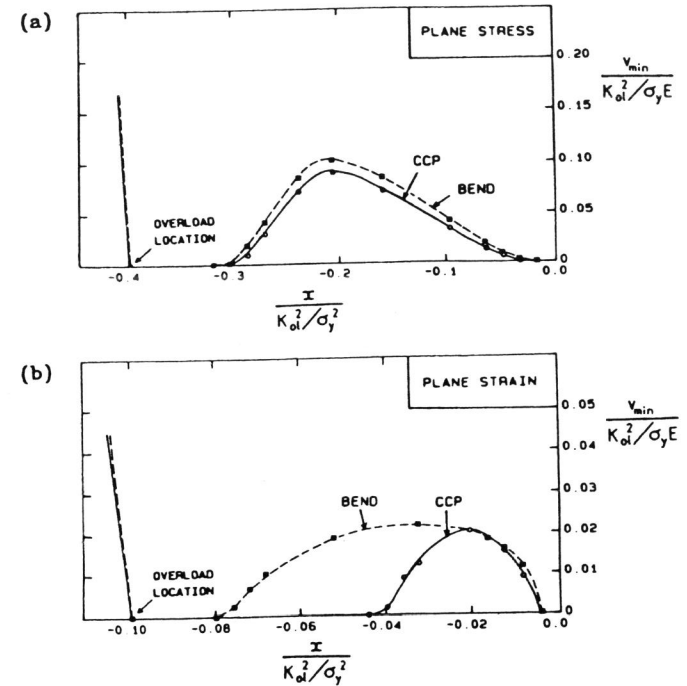 (a)
PLANE STRESS
0.20
0.15
0.10
0.05
0.0
v_min
K_ol^2/σ_yE
CCP
BEND
OVERLOAD
LOCATION
-0.4 -0.3 -0.2 -0.1 0.0
x
K_ol^2/σ_y^2
(b)
PLANE STRAIN
0.05
0.04
0.03
0.02
0.01
0
v_min
K_ol^2/σ_yE
BEND CCP
OVERLOAD
LOCATION
-0.10 -0.08 -0.06 -0.04 -0.02 0.0
x
K_ol^2/σ_y^2